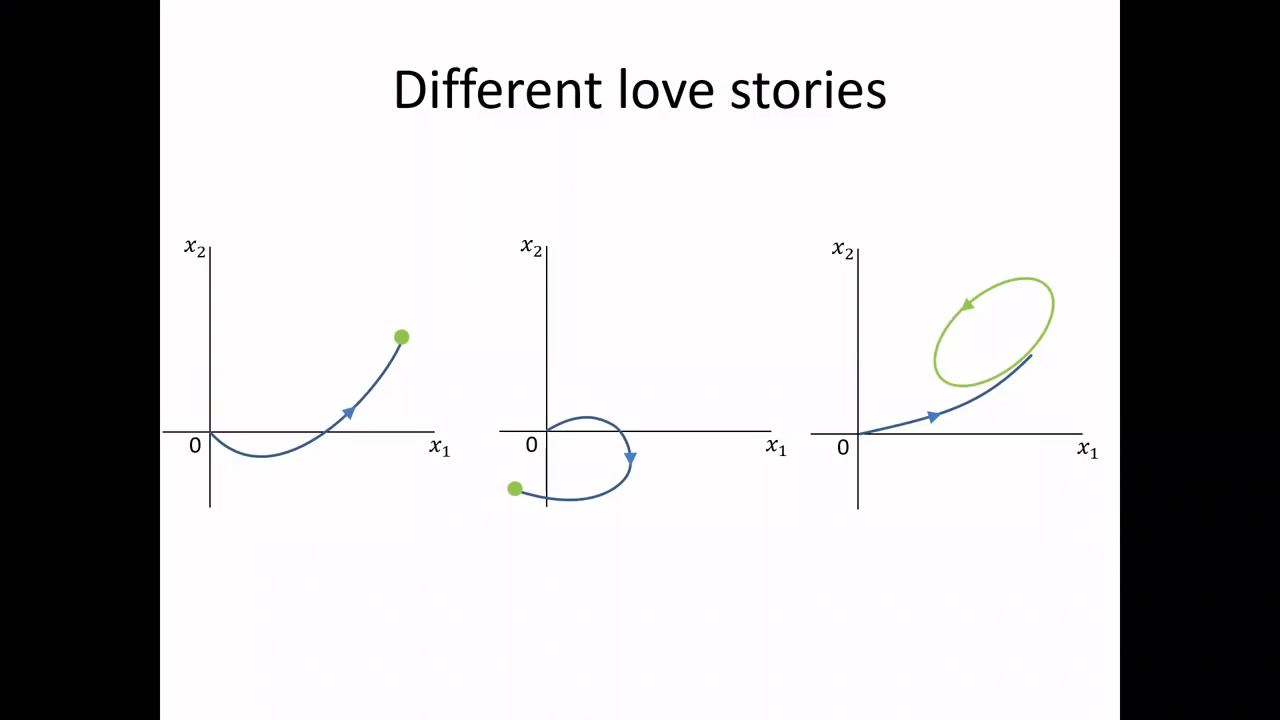 Different love stories
x₂
0
x₁
x₂
0
x₁
x₂
0
x₁